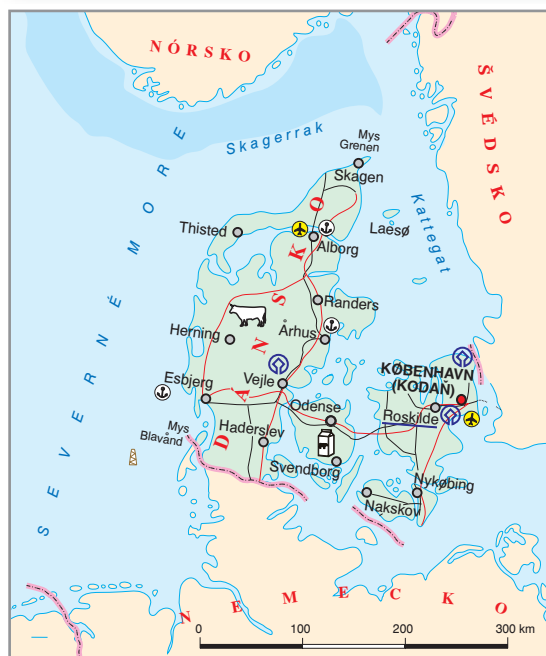 NÓRSKO
ŠVÉDSKO
SEVERNÉ MORE
Skagerrak
Mys
Grenen
Skagen
Kattegat
Thisted
Laesø
Alborg
DÁNSKO
Randers
Herning
Århus
KØBENHAVN
(KODAŇ)
Esbjerg
Vejle
Odense
Roskilde
Mys
Blavand
Haderslev
Svendborg
Nykøbing
Nakskov
NEMECKO
0 100 200 300 km